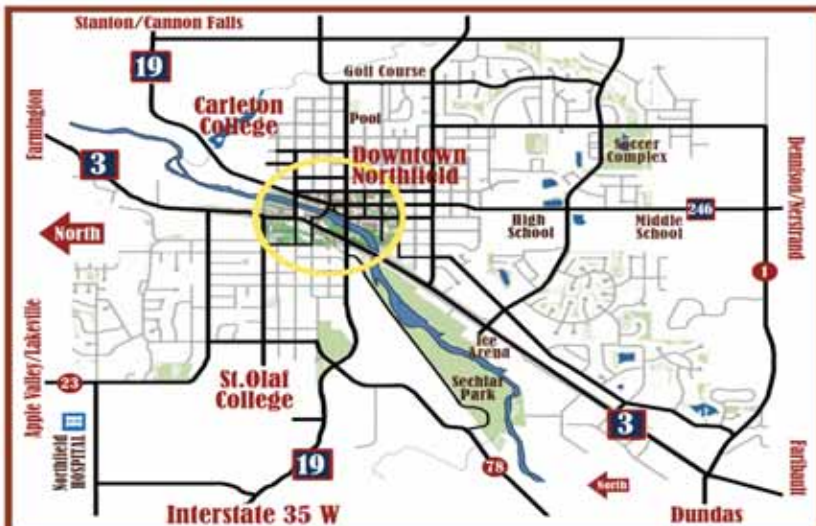 Stanton/Cannon Falls
19
Golf Course
Carleton
College
Pool
Farmington
3
Downtown
Northfield
Soccer
Complex
Dennison/Nerstrand
North
High
School
Middle
School
246
1
Apple Valley/Lakeville
23
Northfield
HOSPITAL
H
St.Olaf
College
Ice
Arena
Sechlar
Park
3
19
78
North
Faribault
Interstate 35 W
Dundas